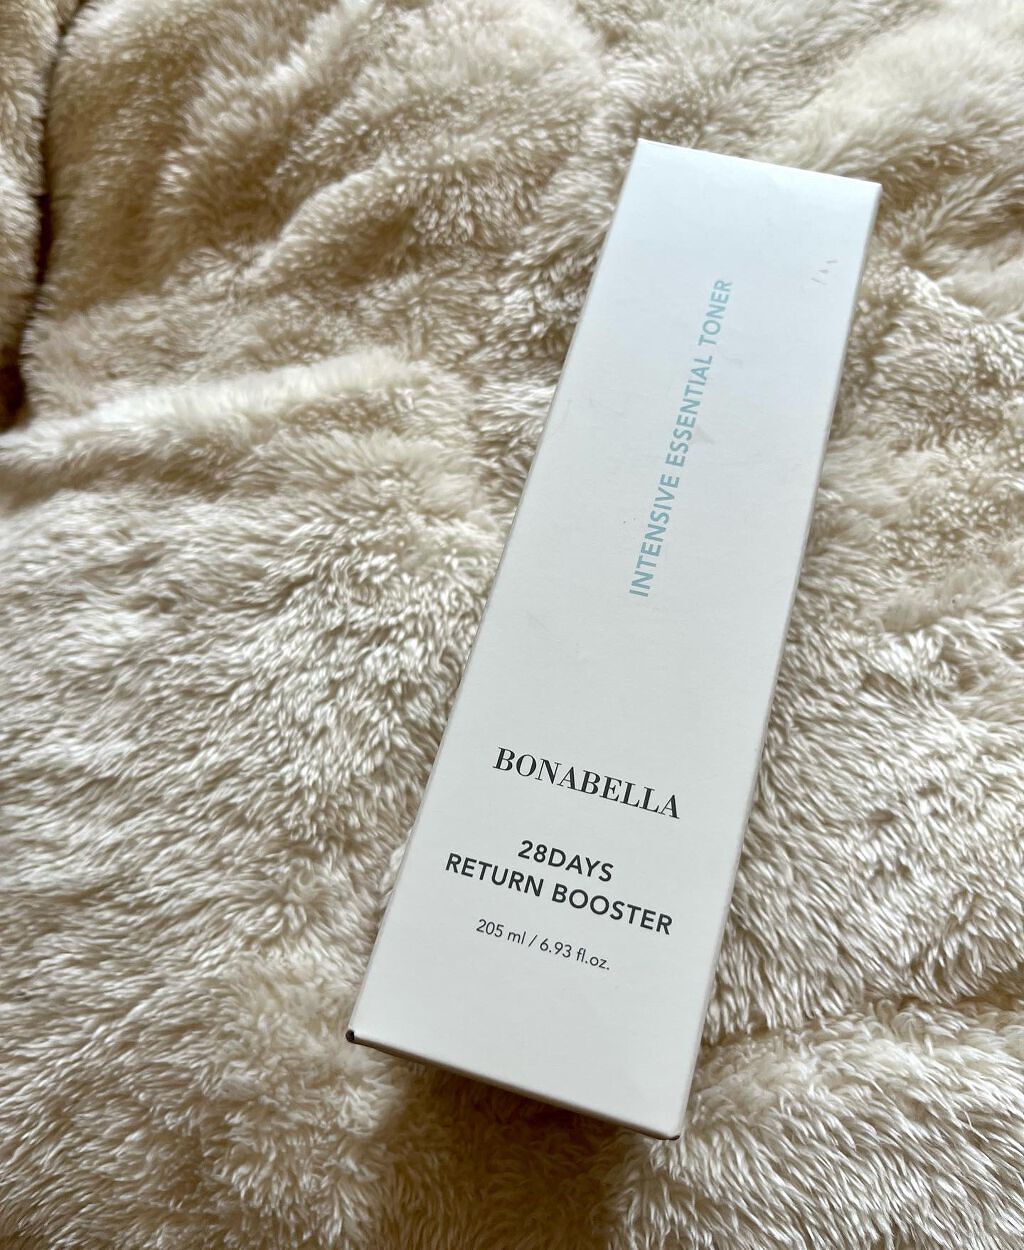 INTENSIVE ESSENTIAL TONER
BONABELLA
28DAYS
RETURN BOOSTER
205 ml / 6.93 fl.oz.